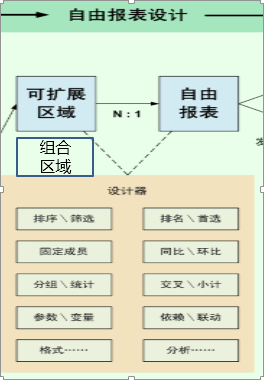 自由报表设计
可扩展
区域
自由
报表
N : 1
组合
区域
设计器
排序\筛选
排名\首选
固定成员
同比\环比
分组\统计
交叉\小计
参数\变量
依赖\联动
格式……
分析……